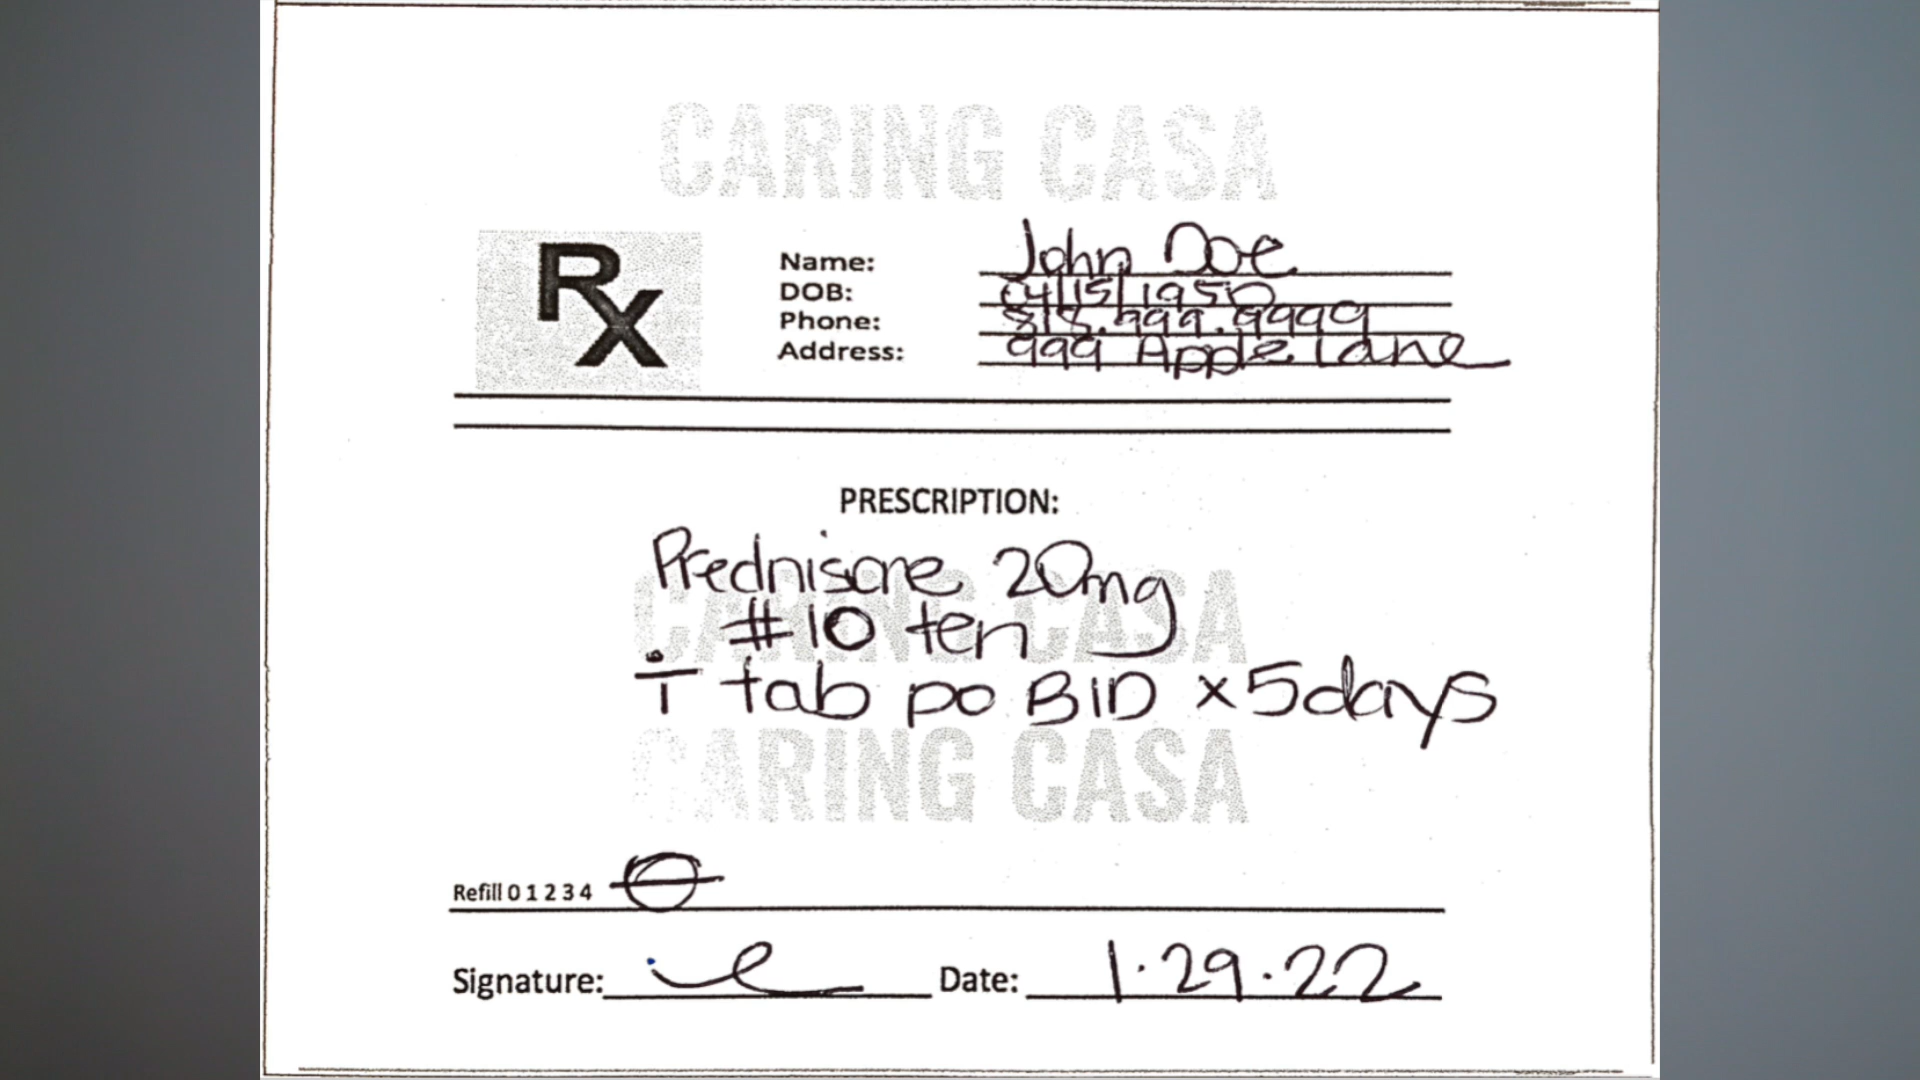 CARING CASA
Rx
Name: John Doe
DOB: 04/15/1950
Phone: 818.999.9999
Address: 999 Apple Lane
PRESCRIPTION:
Prednisone 20mg
#10 ten
i tab po BID x 5 days
CARING CASA
CARING CASA
Refill 0 1 2 3 4 0
Signature: Date: 1.29.22